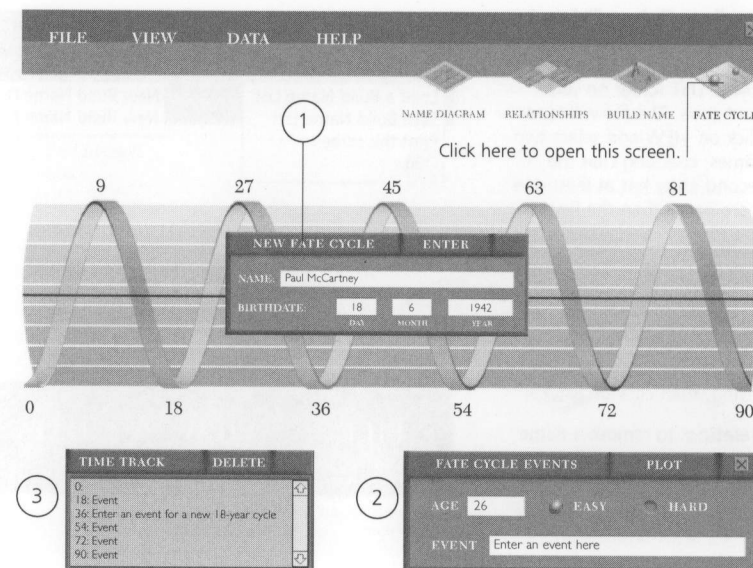 FILE VIEW DATA HELP
NAME DIAGRAM RELATIONSHIPS BUILD NAME FATE CYCLE
1
Click here to open this screen.
9 27 45 63 81
NEW FATE CYCLE ENTER
NAME: Paul McCartney
BIRTHDATE: 18 6 1942
DAY MONTH YEAR
0 18 36 54 72 90
3
TIME TRACK DELETE
0:
18: Event
36: Enter an event for a new 18-year cycle
54: Event
72: Event
90: Event
2
FATE CYCLE EVENTS PLOT
AGE 26 EASY HARD
EVENT Enter an event here